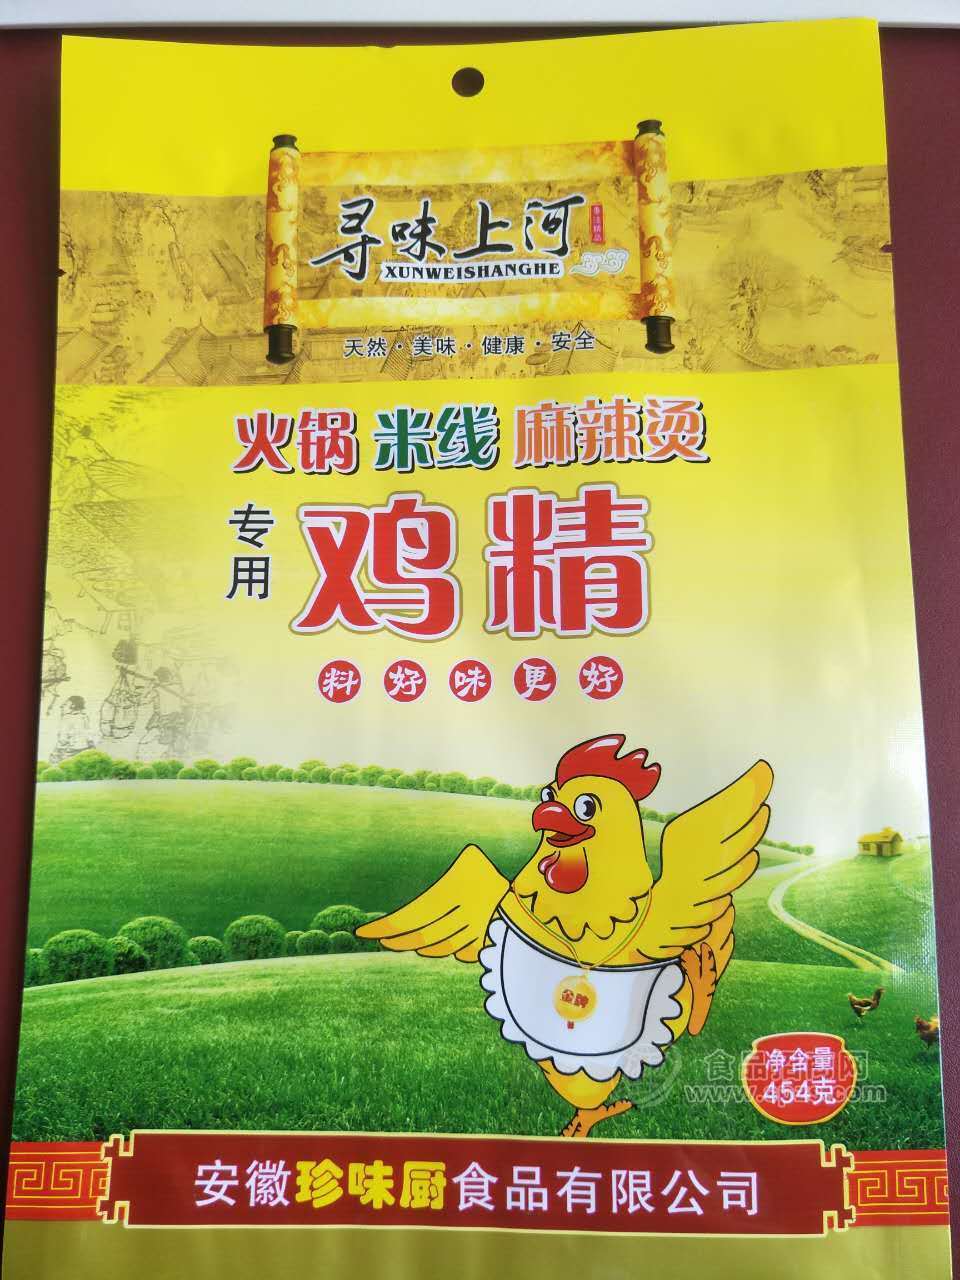 寻味上河
XUNWEISHANGHE
天然·美味·健康·安全
火锅 米线 麻辣烫
专用
鸡精
料好味更好
金牌
净含量
454克
食品招商网
www.
安徽珍味厨食品有限公司